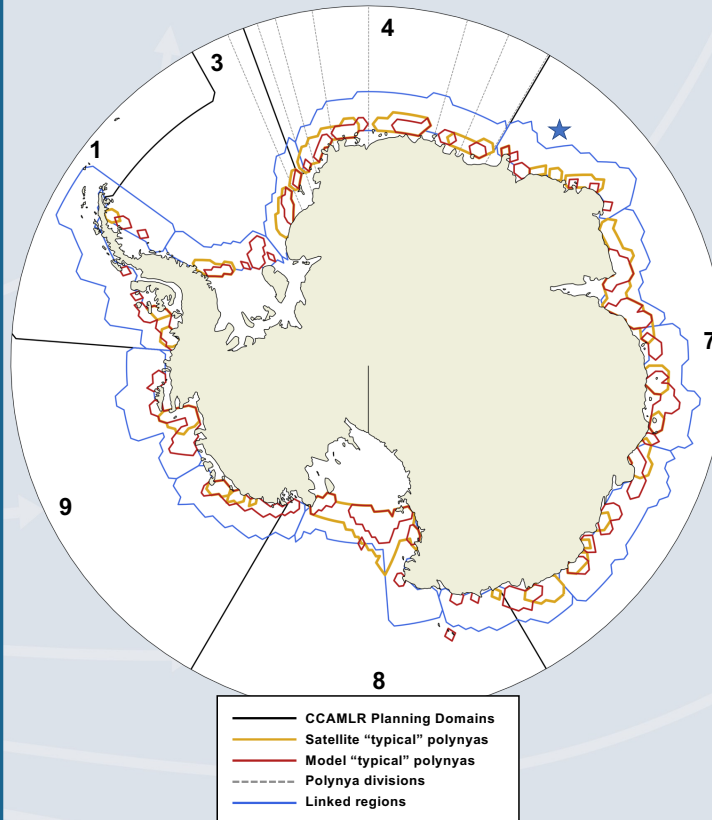 4
3
1
7
9
8
CCAMLR Planning Domains
Satellite “typical” polynyas
Model “typical” polynyas
Polynya divisions
Linked regions